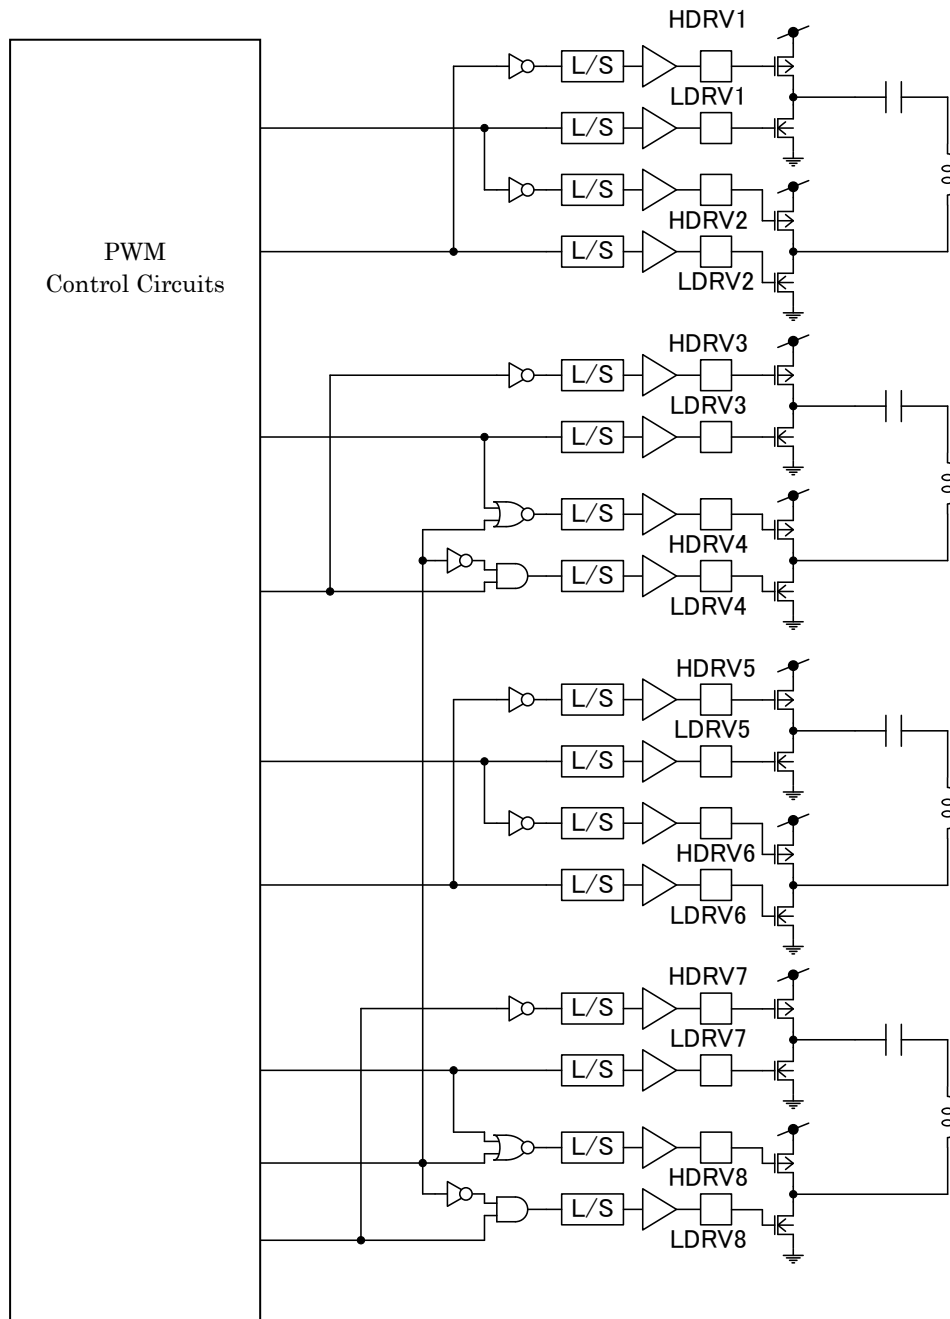 HDRV1
L/S
LDRV1
L/S
L/S
HDRV2
PWM
Control Circuits
L/S
LDRV2
HDRV3
L/S
LDRV3
L/S
L/S
HDRV4
L/S
LDRV4
HDRV5
L/S
LDRV5
L/S
L/S
HDRV6
L/S
LDRV6
HDRV7
L/S
LDRV7
L/S
L/S
HDRV8
L/S
LDRV8